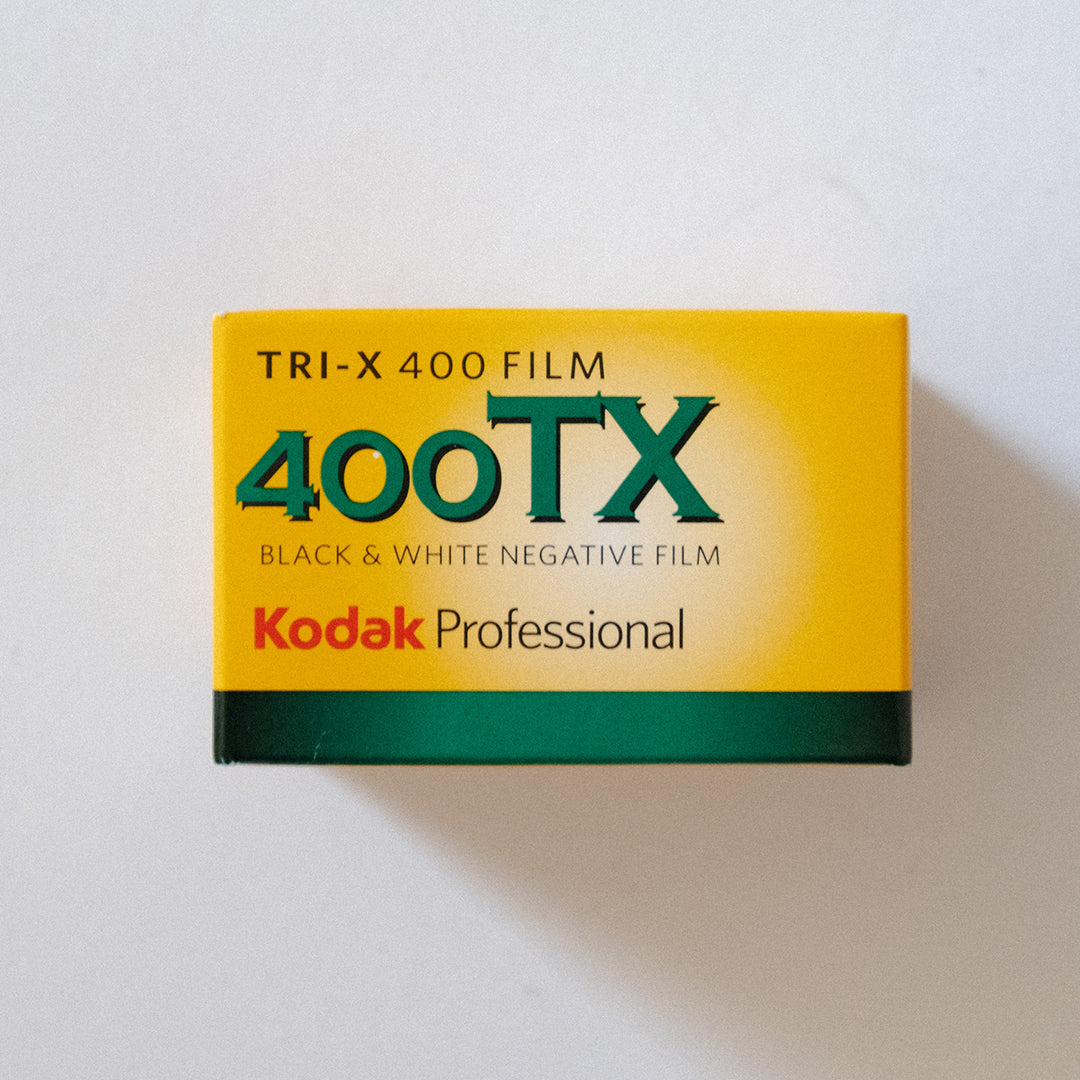 TRI-X 400 FILM
400TX
BLACK & WHITE NEGATIVE FILM
Kodak Professional